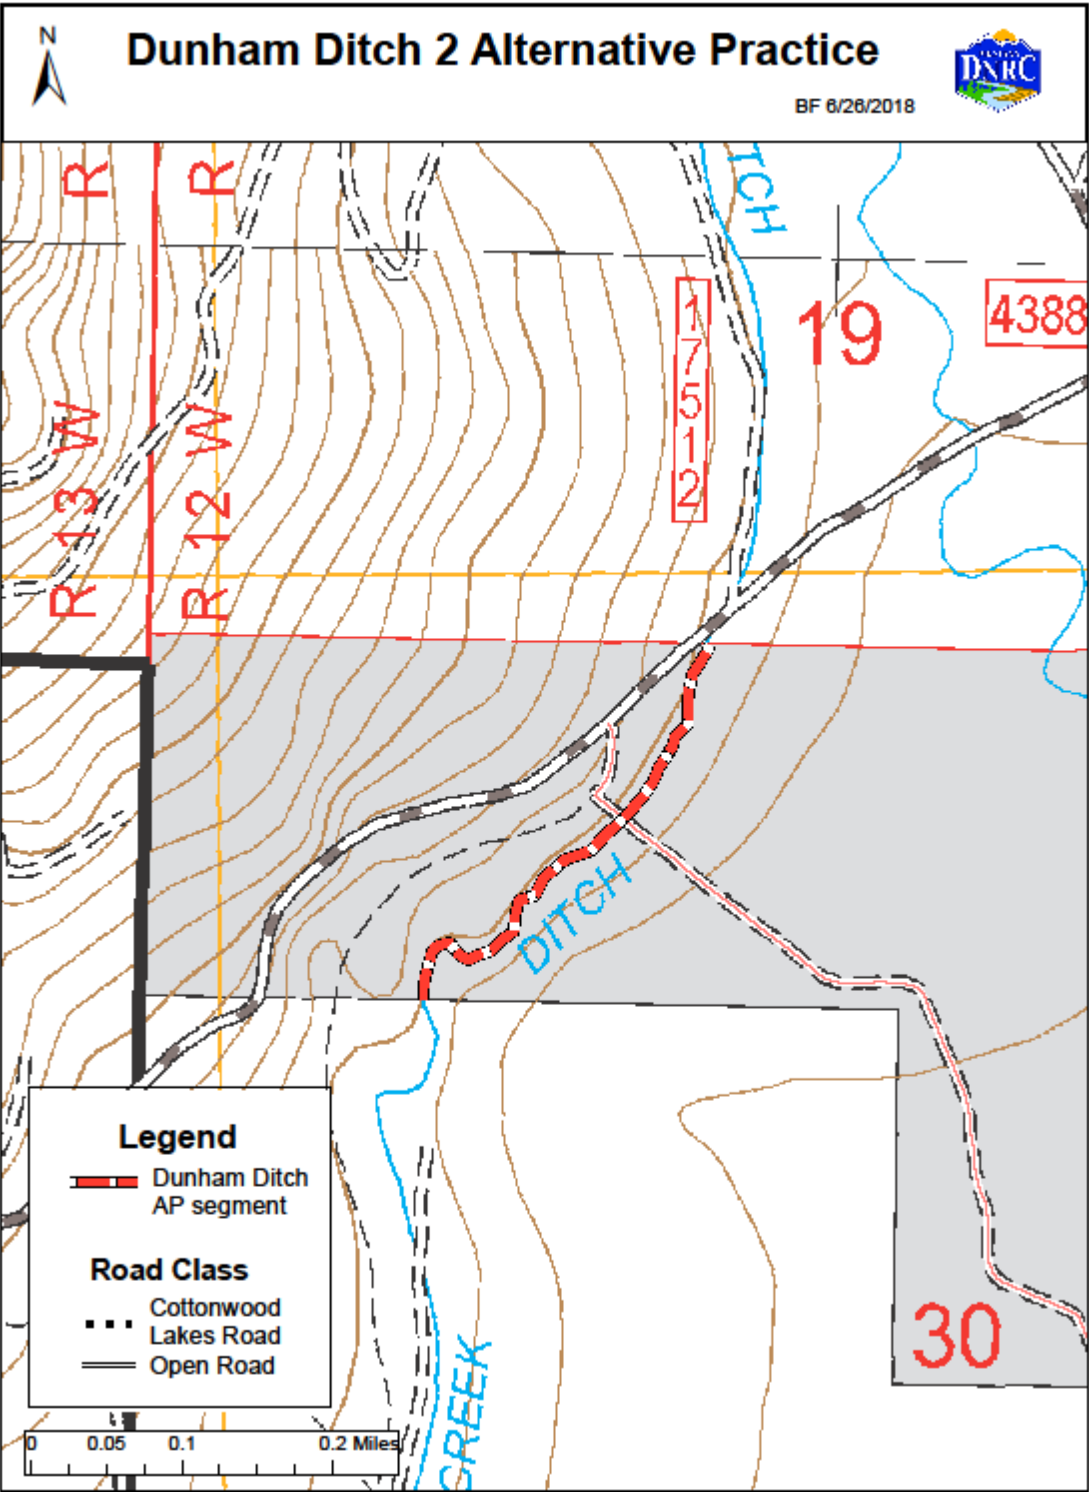 N
Dunham Ditch 2 Alternative Practice
DNRC
BF 6/26/2018
R
R
TCH
17512
19
4388
R 13 W
R 12 W
DITCH
Legend
Dunham Ditch
AP segment
Road Class
Cottonwood
Lakes Road
Open Road
30
CREEK
0 0.05 0.1 0.2 Miles